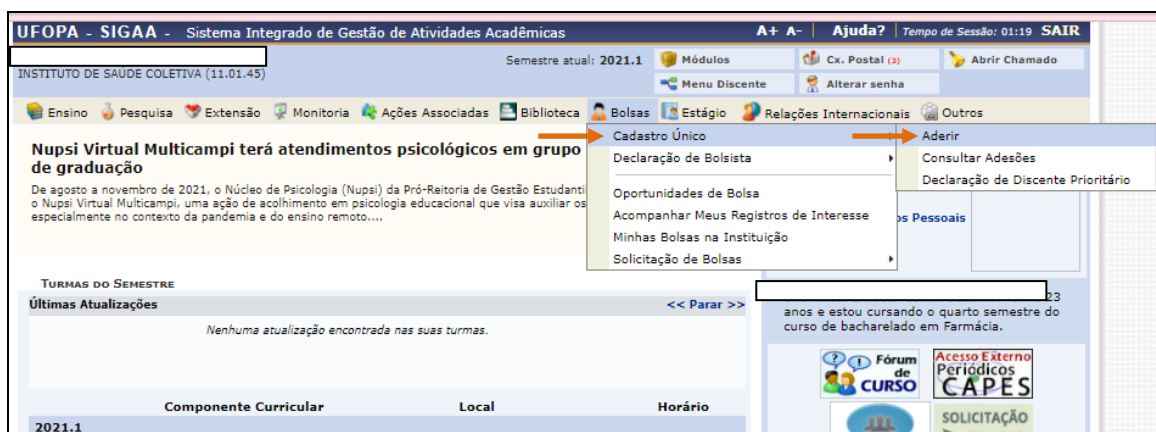 UFOPA - SIGAA - Sistema Integrado de Gestão de Atividades Acadêmicas A+ A- | Ajuda? | Tempo de Sessão: 01:19 SAIR
Semestre atual: 2021.1 Módulos Cx. Postal (3) Abrir Chamado
INSTITUTO DE SAÚDE COLETIVA (11.01.45)
Menu Discente Alterar senha
Ensino Pesquisa Extensão Monitoria Ações Associadas Biblioteca Bolsas Estágio Relações Internacionais Outros
Cadastro Único Aderir
Declaração de Bolsista Consultar Adesões
Declaração de Discente Prioritário
Oportunidades de Bolsa
Acompanhar Meus Registros de Interesse
Minhas Bolsas na Instituição
Solicitação de Bolsas
os Pessoais
Nupsi Virtual Multicampi terá atendimentos psicológicos em grupo
de graduação
De agosto a novembro de 2021, o Núcleo de Psicologia (Nupsi) da Pró-Reitoria de Gestão Estudanti
o Nupsi Virtual Multicampi, uma ação de acolhimento em psicologia educacional que visa auxiliar os
especialmente no contexto da pandemia e do ensino remoto....
TURMAS DO SEMESTRE
Últimas Atualizações << Parar >>
Nenhuma atualização encontrada nas suas turmas.
Componente Curricular Local Horário
2021.1
23
anos e estou cursando o quarto semestre do
curso de bacharelado em Farmácia.
Fórum
de
CURSO
Acesso Externo
Periódicos
CAPES
SOLICITAÇÃO